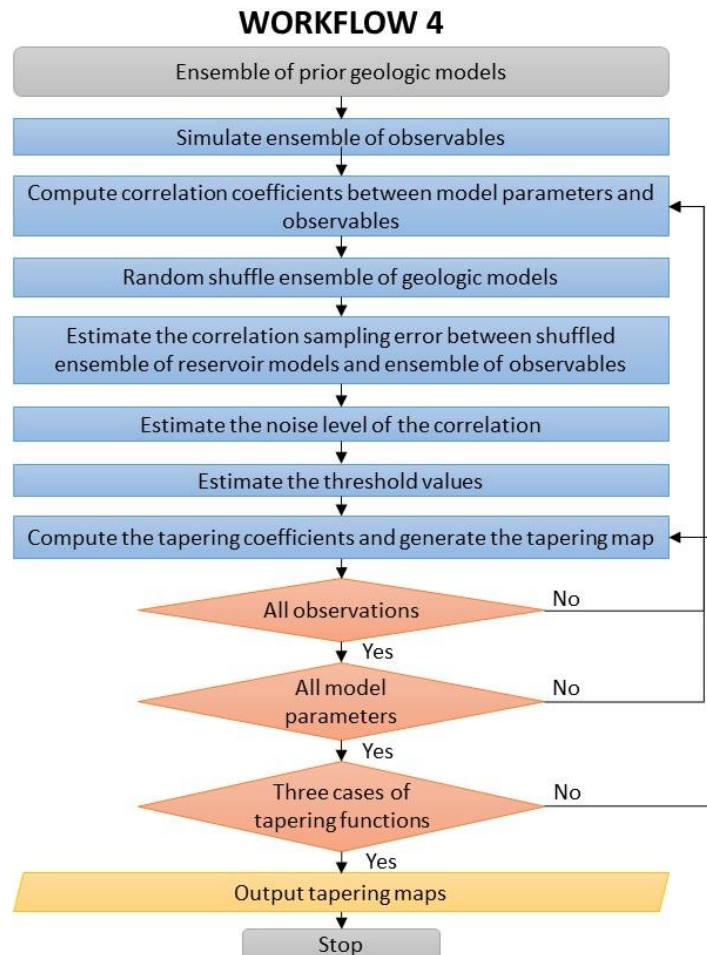 WORKFLOW 4
Ensemble of prior geologic models
Simulate ensemble of observables
Compute correlation coefficients between model parameters and
observables
Random shuffle ensemble of geologic models
Estimate the correlation sampling error between shuffled
ensemble of reservoir models and ensemble of observables
Estimate the noise level of the correlation
Estimate the threshold values
Compute the tapering coefficients and generate the tapering map
All observations
No
Yes
All model
parameters
No
Yes
Three cases of
tapering functions
No
Yes
Output tapering maps
Stop